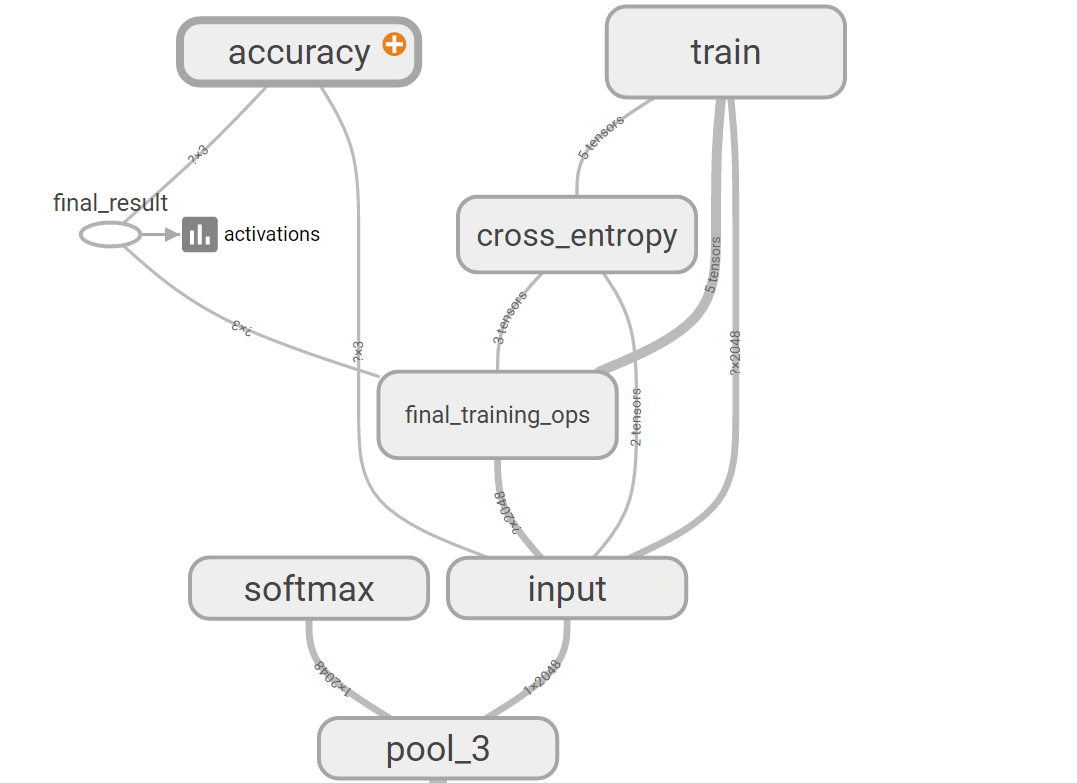 accuracy
train
5 tensors
?×3
final_result
activations
cross_entropy
5 tensors
3 tensors
?×3
?×3
?×2048
final_training_ops
2 tensors
?×2048
softmax
input
1×2048
1×2048
pool_3